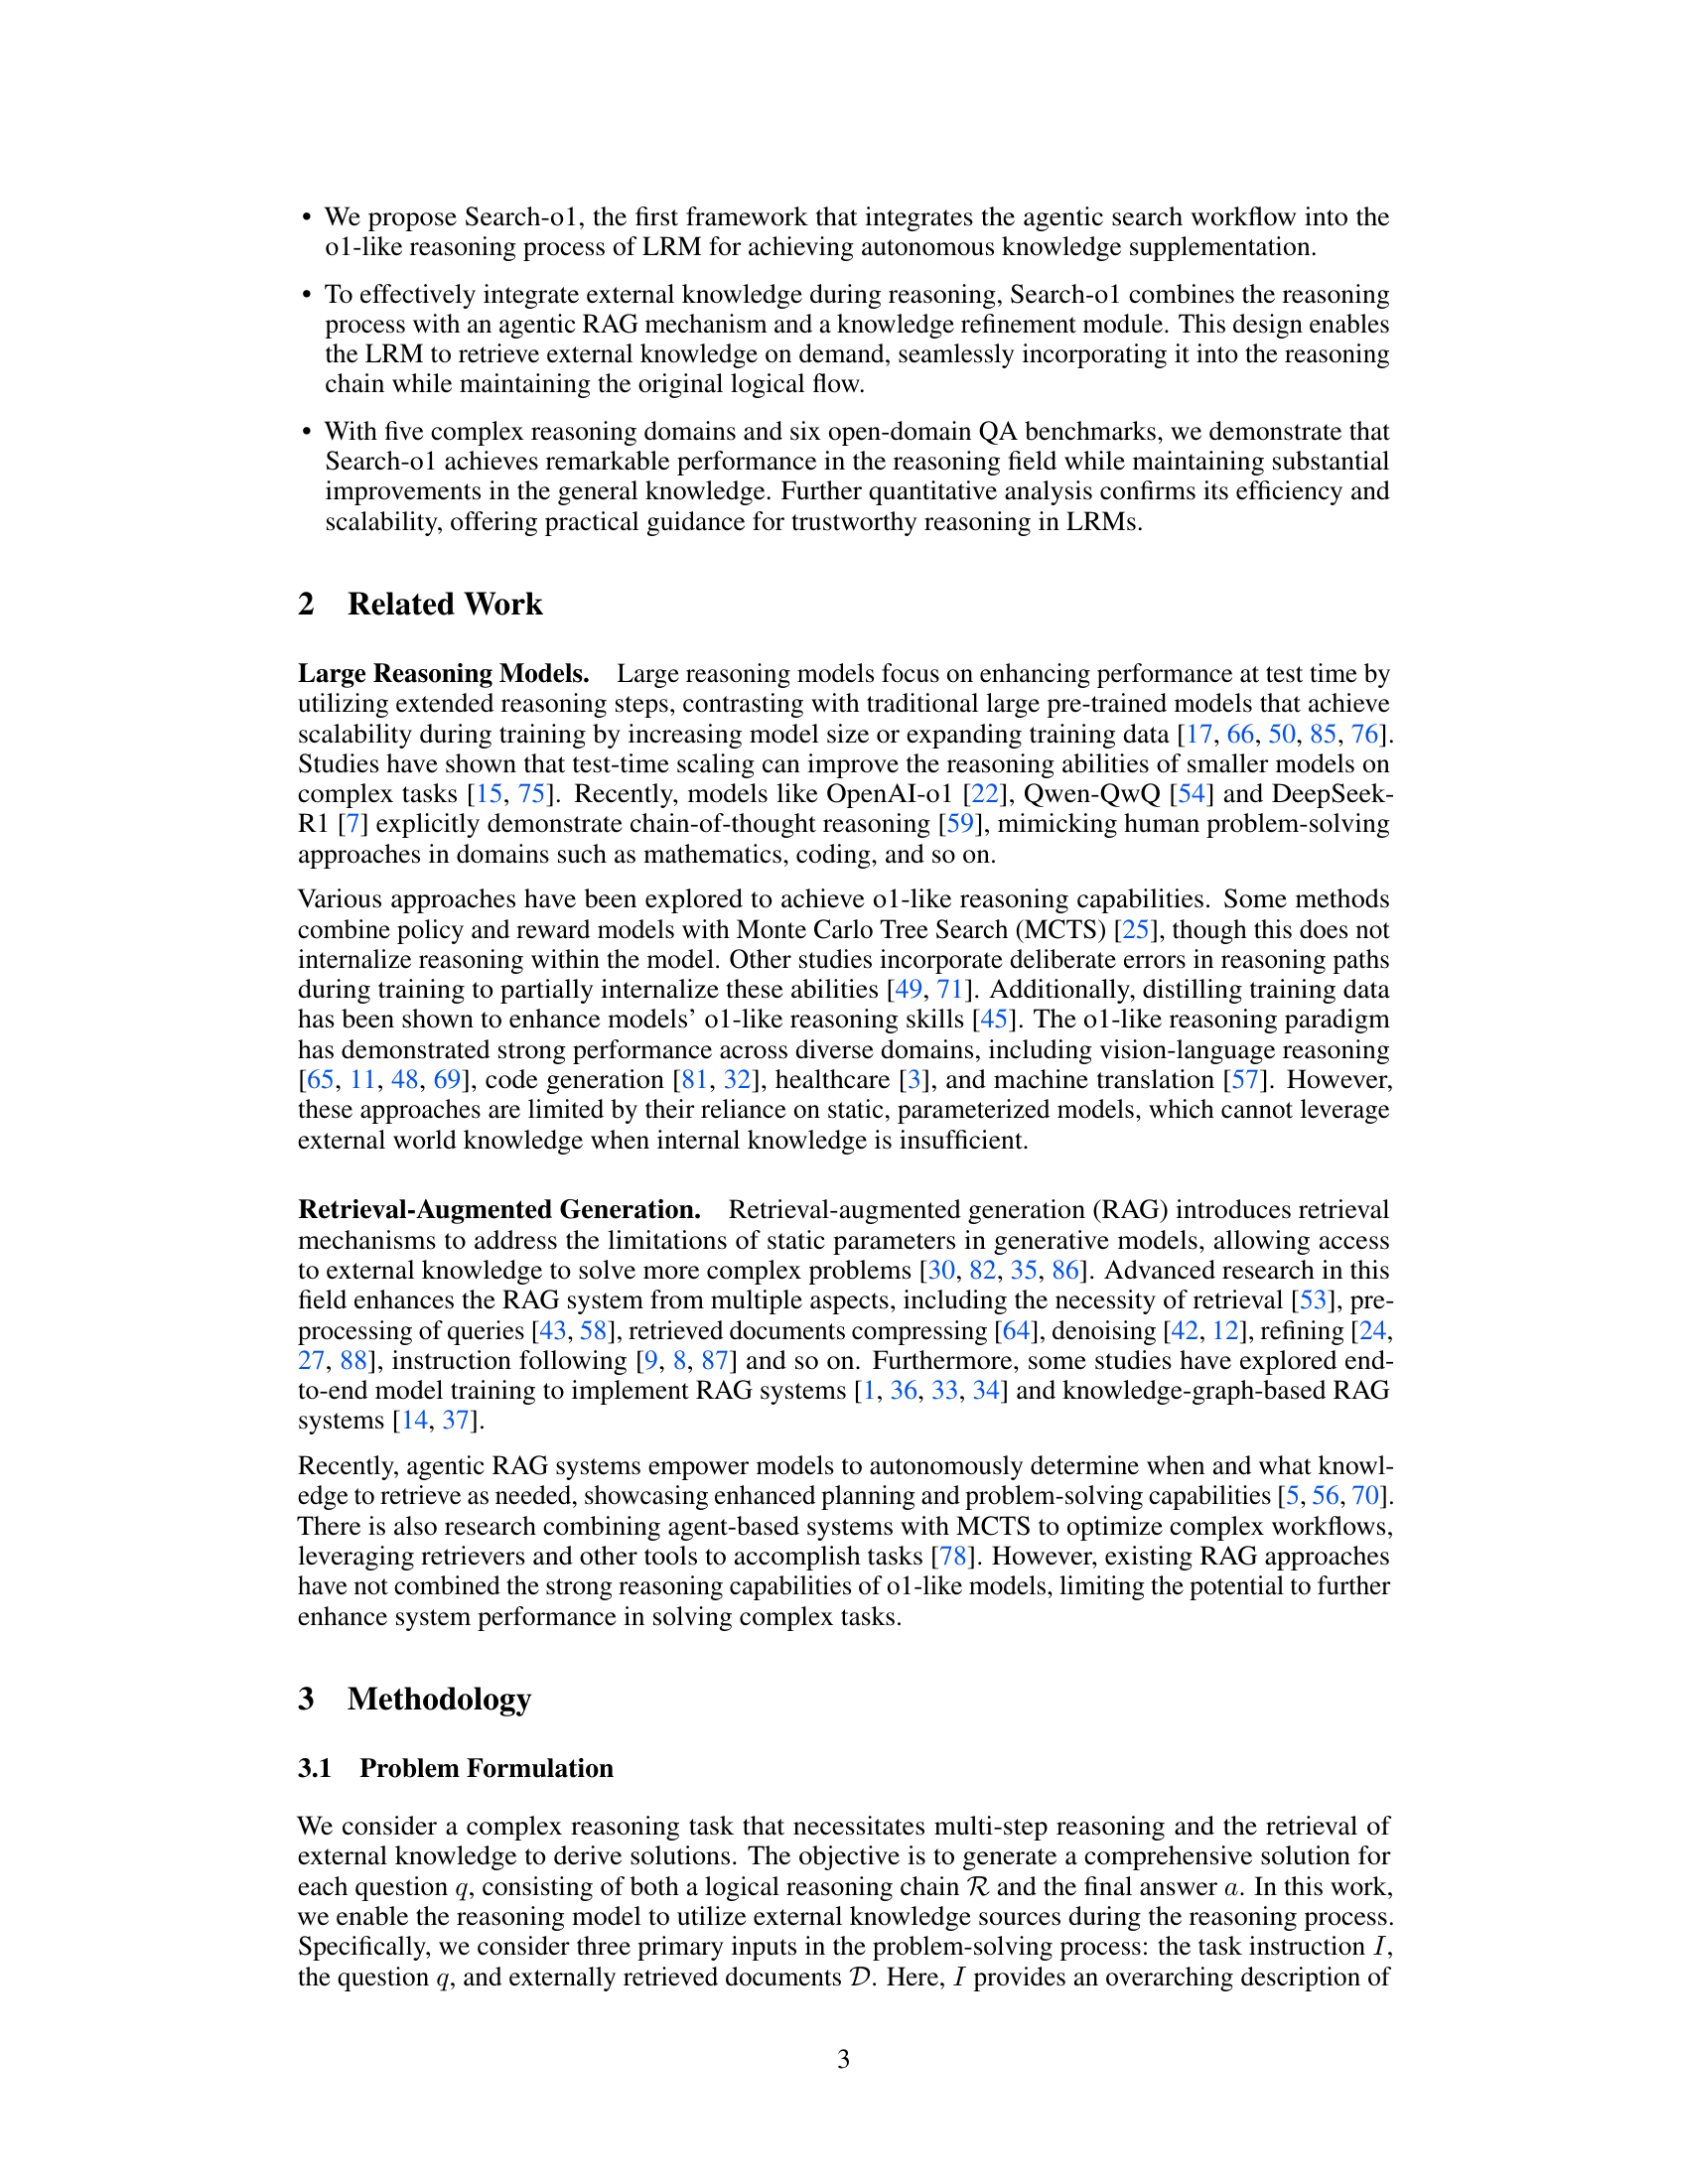 • We propose Search-o1, the first framework that integrates the agentic search workflow into the
o1-like reasoning process of LRM for achieving autonomous knowledge supplementation.
• To effectively integrate external knowledge during reasoning, Search-o1 combines the reasoning
process with an agentic RAG mechanism and a knowledge refinement module. This design enables
the LRM to retrieve external knowledge on demand, seamlessly incorporating it into the reasoning
chain while maintaining the original logical flow.
• With five complex reasoning domains and six open-domain QA benchmarks, we demonstrate that
Search-o1 achieves remarkable performance in the reasoning field while maintaining substantial
improvements in the general knowledge. Further quantitative analysis confirms its efficiency and
scalability, offering practical guidance for trustworthy reasoning in LRMs.
2 Related Work
Large Reasoning Models. Large reasoning models focus on enhancing performance at test time by
utilizing extended reasoning steps, contrasting with traditional large pre-trained models that achieve
scalability during training by increasing model size or expanding training data [17, 66, 50, 85, 76].
Studies have shown that test-time scaling can improve the reasoning abilities of smaller models on
complex tasks [15, 75]. Recently, models like OpenAI-o1 [22], Qwen-QwQ [54] and DeepSeek-
R1 [7] explicitly demonstrate chain-of-thought reasoning [59], mimicking human problem-solving
approaches in domains such as mathematics, coding, and so on.
Various approaches have been explored to achieve o1-like reasoning capabilities. Some methods
combine policy and reward models with Monte Carlo Tree Search (MCTS) [25], though this does not
internalize reasoning within the model. Other studies incorporate deliberate errors in reasoning paths
during training to partially internalize these abilities [49, 71]. Additionally, distilling training data
has been shown to enhance models’ o1-like reasoning skills [45]. The o1-like reasoning paradigm
has demonstrated strong performance across diverse domains, including vision-language reasoning
[65, 11, 48, 69], code generation [81, 32], healthcare [3], and machine translation [57]. However,
these approaches are limited by their reliance on static, parameterized models, which cannot leverage
external world knowledge when internal knowledge is insufficient.
Retrieval-Augmented Generation. Retrieval-augmented generation (RAG) introduces retrieval
mechanisms to address the limitations of static parameters in generative models, allowing access
to external knowledge to solve more complex problems [30, 82, 35, 86]. Advanced research in this
field enhances the RAG system from multiple aspects, including the necessity of retrieval [53], pre-
processing of queries [43, 58], retrieved documents compressing [64], denoising [42, 12], refining [24,
27, 88], instruction following [9, 8, 87] and so on. Furthermore, some studies have explored end-
to-end model training to implement RAG systems [1, 36, 33, 34] and knowledge-graph-based RAG
systems [14, 37].
Recently, agentic RAG systems empower models to autonomously determine when and what knowl-
edge to retrieve as needed, showcasing enhanced planning and problem-solving capabilities [5, 56, 70].
There is also research combining agent-based systems with MCTS to optimize complex workflows,
leveraging retrievers and other tools to accomplish tasks [78]. However, existing RAG approaches
have not combined the strong reasoning capabilities of o1-like models, limiting the potential to further
enhance system performance in solving complex tasks.
3 Methodology
3.1 Problem Formulation
We consider a complex reasoning task that necessitates multi-step reasoning and the retrieval of
external knowledge to derive solutions. The objective is to generate a comprehensive solution for
each question q, consisting of both a logical reasoning chain ℛ and the final answer a. In this work,
we enable the reasoning model to utilize external knowledge sources during the reasoning process.
Specifically, we consider three primary inputs in the problem-solving process: the task instruction I,
the question q, and externally retrieved documents 𝒟. Here, I provides an overarching description of
3